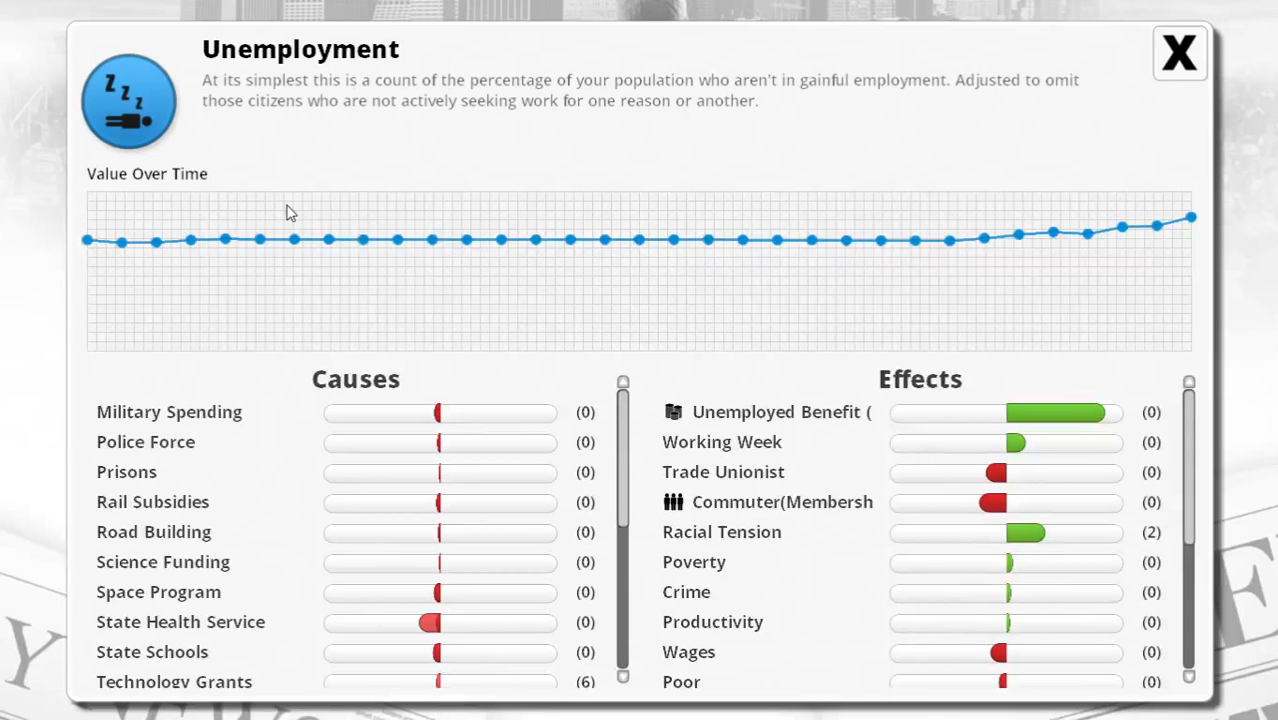 Unemployment
X
At its simplest this is a count of the percentage of your population who aren't in gainful employment. Adjusted to omit
those citizens who are not actively seeking work for one reason or another.
Value Over Time
Causes
Military Spending (0)
Police Force (0)
Prisons (0)
Rail Subsidies (0)
Road Building (0)
Science Funding (0)
Space Program (0)
State Health Service (0)
State Schools (0)
Technology Grants (6)
Effects
Unemployed Benefit ( (0)
Working Week (0)
Trade Unionist (0)
Commuter(Membersh (0)
Racial Tension (2)
Poverty (0)
Crime (0)
Productivity (0)
Wages (0)
Poor (0)